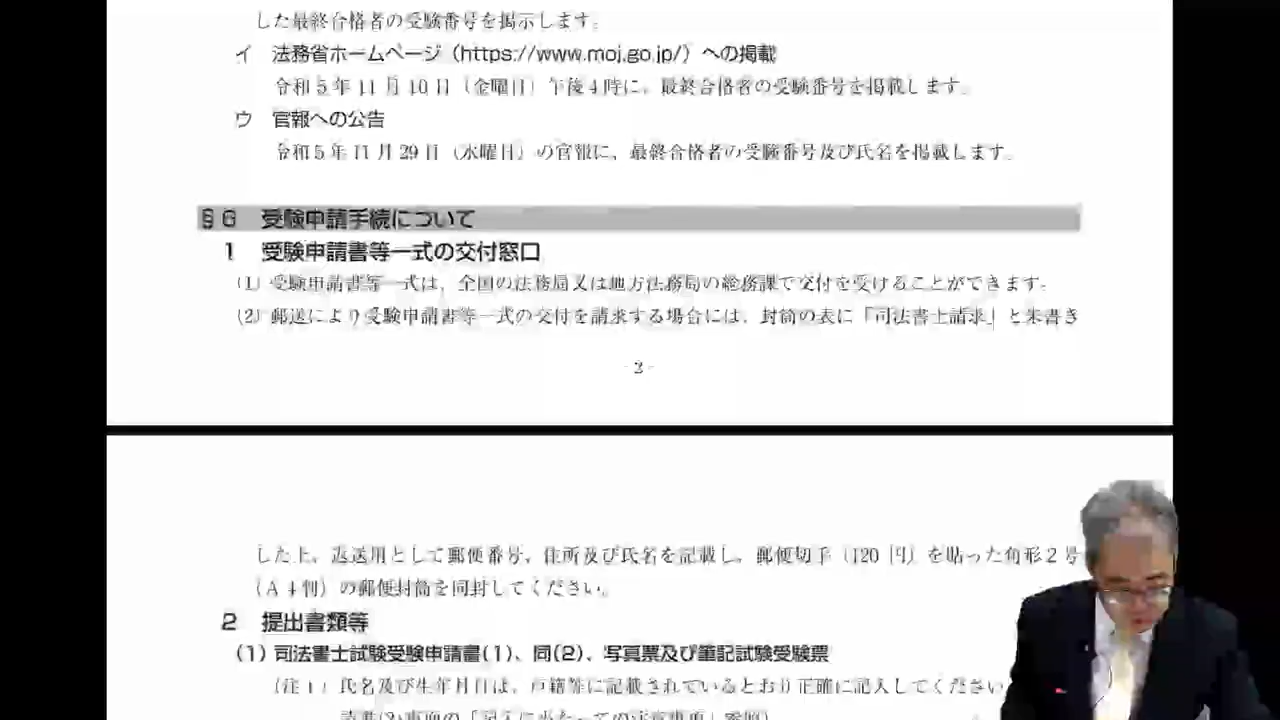 した最終合格者の受験番号を掲示します。
イ 法務省ホームページ（https://www.moj.go.jp/）への掲載
令和5年11月10日（金曜日）午後4時に、最終合格者の受験番号を掲載します。
ウ 官報への公告
令和5年11月29日（水曜日）の官報に、最終合格者の受験番号及び氏名を掲載します。
§6 受験申請手続について
1 受験申請書等一式の交付窓口
(1) 受験申請書等一式は、全国の法務局又は地方法務局の総務課で交付を受けることができます。
(2) 郵送により受験申請書等一式の交付を請求する場合には、封筒の表に「司法書士請求」と朱書き
- 2 -
した上、返送用として郵便番号、住所及び氏名を記載し、郵便切手（120円）を貼った角形2号
（A4判）の郵便封筒を同封してください。
2 提出書類等
(1) 司法書士試験受験申請書(1)、同(2)、写真票及び筆記試験受験票
（注1）氏名及び生年月日は、戸籍等に記載されているとおり正確に記入してください